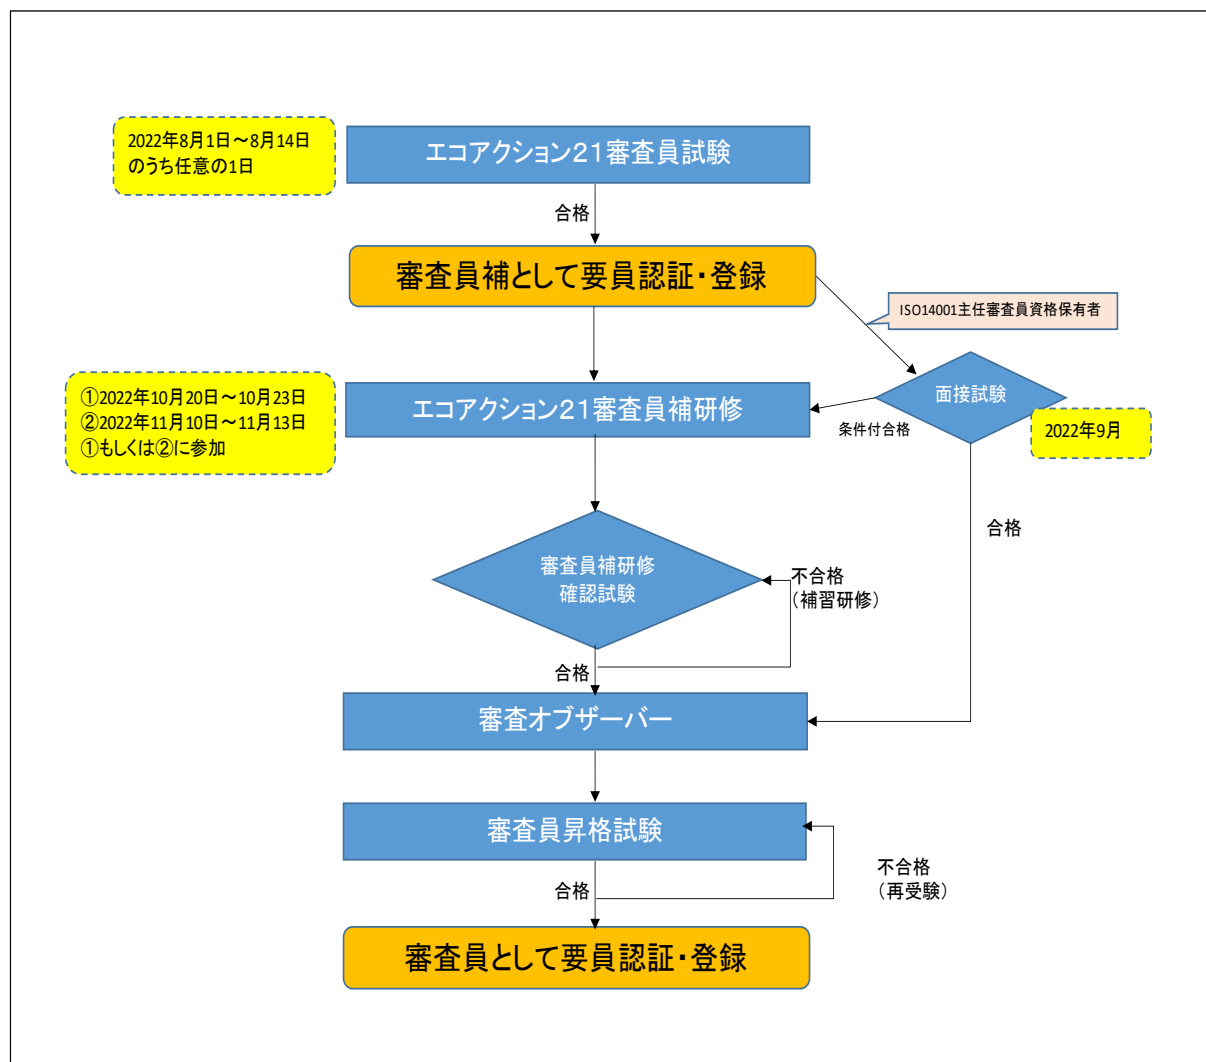 2022年8月1日～8月14日
のうち任意の1日
エコアクション２１審査員試験
合格
審査員補として要員認証・登録
ISO14001主任審査員資格保有者
①2022年10月20日～10月23日
②2022年11月10日～11月13日
①もしくは②に参加
エコアクション２１審査員補研修
面接試験
条件付合格
2022年9月
合格
審査員補研修
確認試験
不合格
（補習研修）
合格
審査オブザーバー
審査員昇格試験
不合格
（再受験）
合格
審査員として要員認証・登録